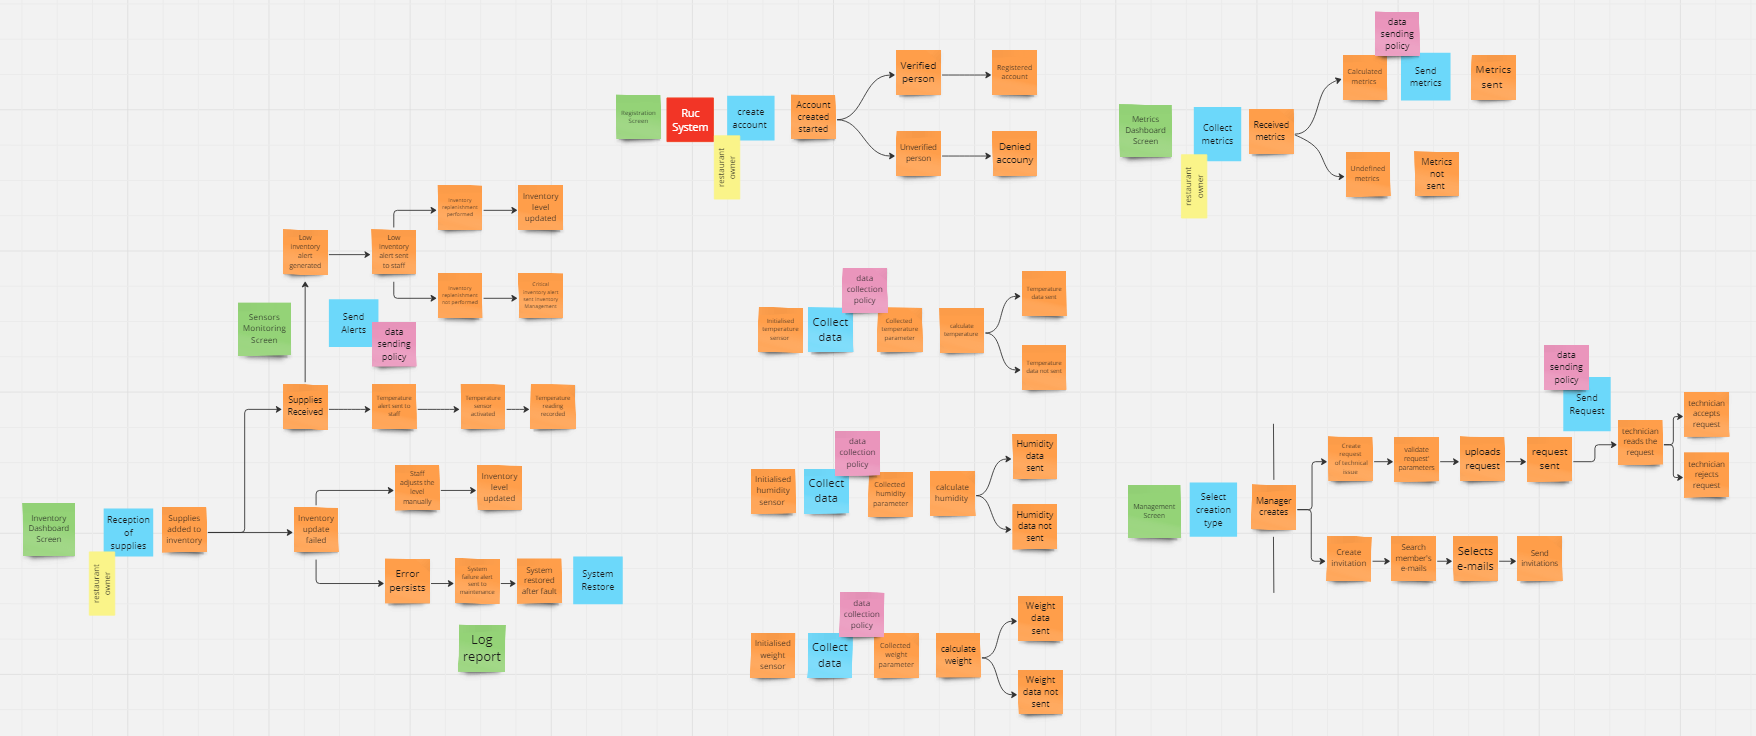 data
sending
policy
Calculated
metrics
Send
metrics
Metrics
sent
Metrics
Dashboard
Screen
Collect
metrics
Received
metrics
restaurant
owner
Undefined
metrics
Metrics
not
sent
Registration
Screen
Ruc
System
create
account
restaurant
owner
Account
created
started
Verified
person
Registered
account
Unverified
person
Denied
accouny
Low
inventory
alert
generated
Low
inventory
alert sent
to staff
Inventory
replenishment
performed
Inventory
level
updated
Inventory
replenishment
not performed
Critical
inventory alert
sent Inventory
Management
Sensors
Monitoring
Screen
Send
Alerts
data
sending
policy
Supplies
Received
Temperature
alert sent to
staff
Temperature
sensor
activated
Temperature
reading
recorded
Inventory
Dashboard
Screen
Reception
of
supplies
restaurant
owner
Supplies
added to
inventory
Inventory
update
failed
Staff
adjusts the
level
manually
Inventory
level
updated
Error
persists
System
failure alert
sent to
maintenance
System
restored
after fault
System
Restore
Log
report
data
collection
policy
Initialised
temperature
sensor
Collect
data
Collected
temperature
parameter
calculate
temperature
Temperature
data sent
Temperature
data not sent
data
collection
policy
Initialised
humidity
sensor
Collect
data
Collected
humidity
parameter
calculate
humidity
Humidity
data
sent
Humidity
data not
sent
data
collection
policy
Initialised
weight
sensor
Collect
data
Collected
weight
parameter
calculate
weight
Weight
data
sent
Weight
data not
sent
data
sending
policy
Send
Request
Management
Screen
Select
creation
type
Manager
creates
Create
request
of technical
issue
validate
request'
parameters
uploads
request
request
sent
technician
reads the
request
technician
accepts
request
technician
rejects
request
Create
invitation
Search
member's
e-mails
Selects
e-mails
Send
invitations